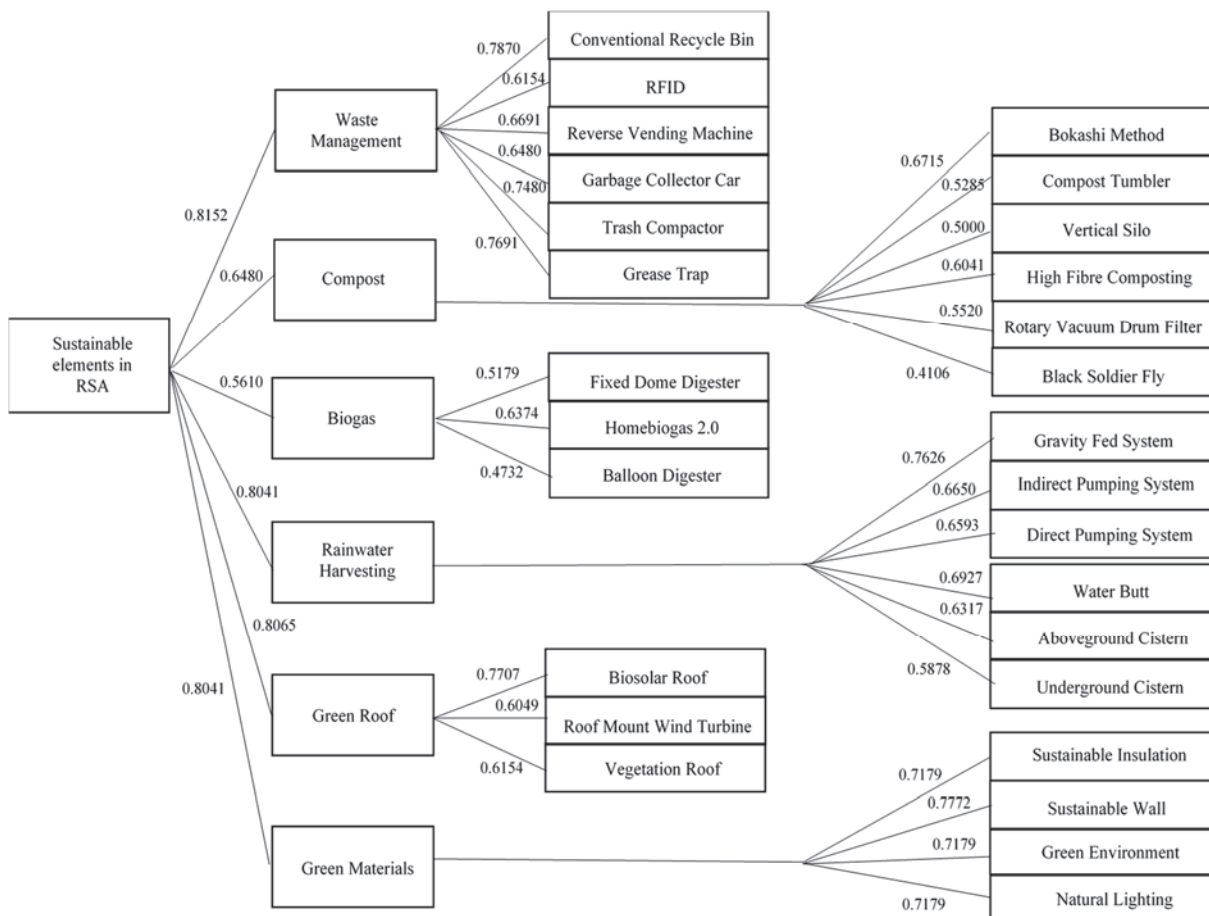 Sustainable
elements in
RSA
0.8152
0.6480
0.5610
0.8041
0.8065
0.8041
Waste
Management
0.7870
0.6154
0.6691
0.6480
0.7480
0.7691
Conventional Recycle Bin
RFID
Reverse Vending Machine
Garbage Collector Car
Trash Compactor
Grease Trap
Compost
0.6715
0.5285
0.5000
0.6041
0.5520
0.4106
Bokashi Method
Compost Tumbler
Vertical Silo
High Fibre Composting
Rotary Vacuum Drum Filter
Black Soldier Fly
Biogas
0.5179
0.6374
0.4732
Fixed Dome Digester
Homebiogas 2.0
Balloon Digester
Rainwater
Harvesting
0.7626
0.6650
0.6593
0.6927
0.6317
0.5878
Gravity Fed System
Indirect Pumping System
Direct Pumping System
Water Butt
Aboveground Cistern
Underground Cistern
Green Roof
0.7707
0.6049
0.6154
Biosolar Roof
Roof Mount Wind Turbine
Vegetation Roof
Green Materials
0.7179
0.7772
0.7179
0.7179
Sustainable Insulation
Sustainable Wall
Green Environment
Natural Lighting